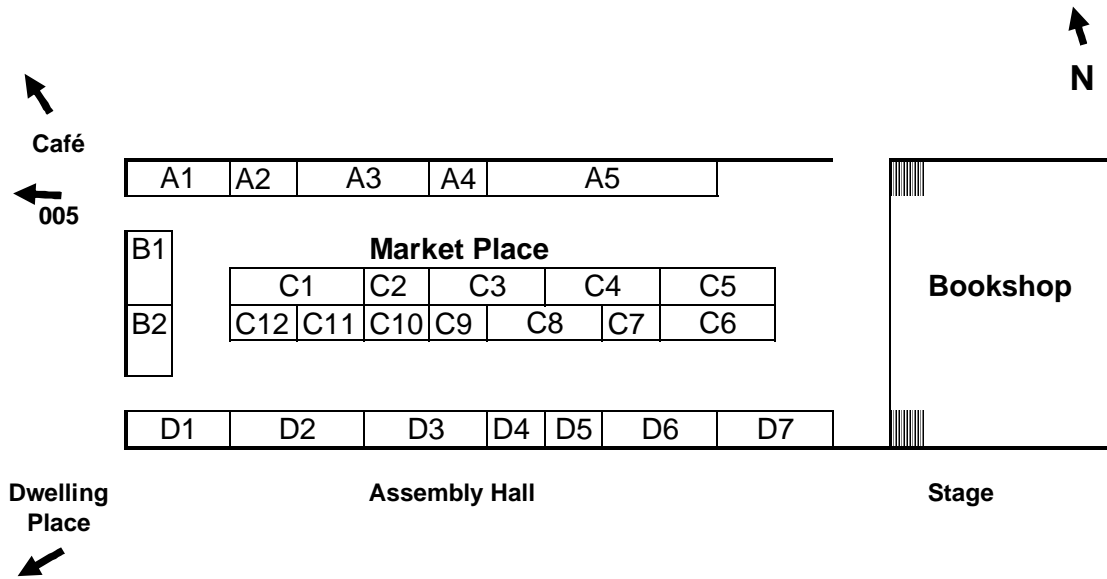 N
Café
A1 A2 A3 A4 A5
005
B1 Market Place
C1 C2 C3 C4 C5 Bookshop
B2 C12 C11 C10 C9 C8 C7 C6
D1 D2 D3 D4 D5 D6 D7
Dwelling Assembly Hall Stage
Place